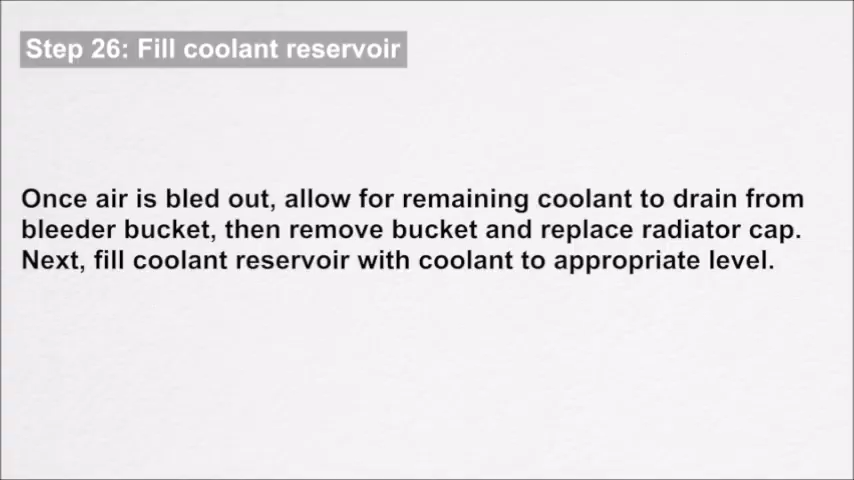 Step 26: Fill coolant reservoir
Once air is bled out, allow for remaining coolant to drain from
bleeder bucket, then remove bucket and replace radiator cap.
Next, fill coolant reservoir with coolant to appropriate level.